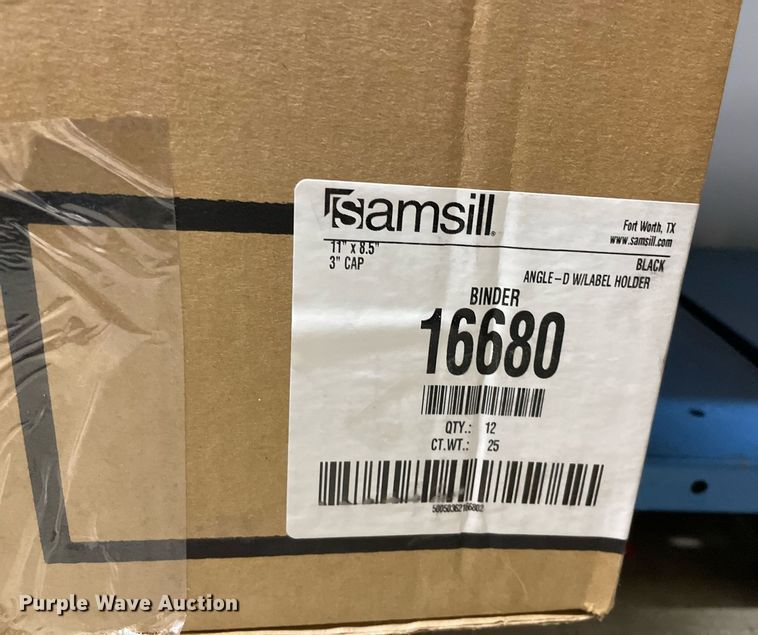 Samsill
Fort Worth, TX
www.samsill.com
11" x 8.5"
3" CAP
BLACK
ANGLE-D W/LABEL HOLDER
BINDER
16680
QTY.: 12
CT.WT.: 25
Purple Wave Auction